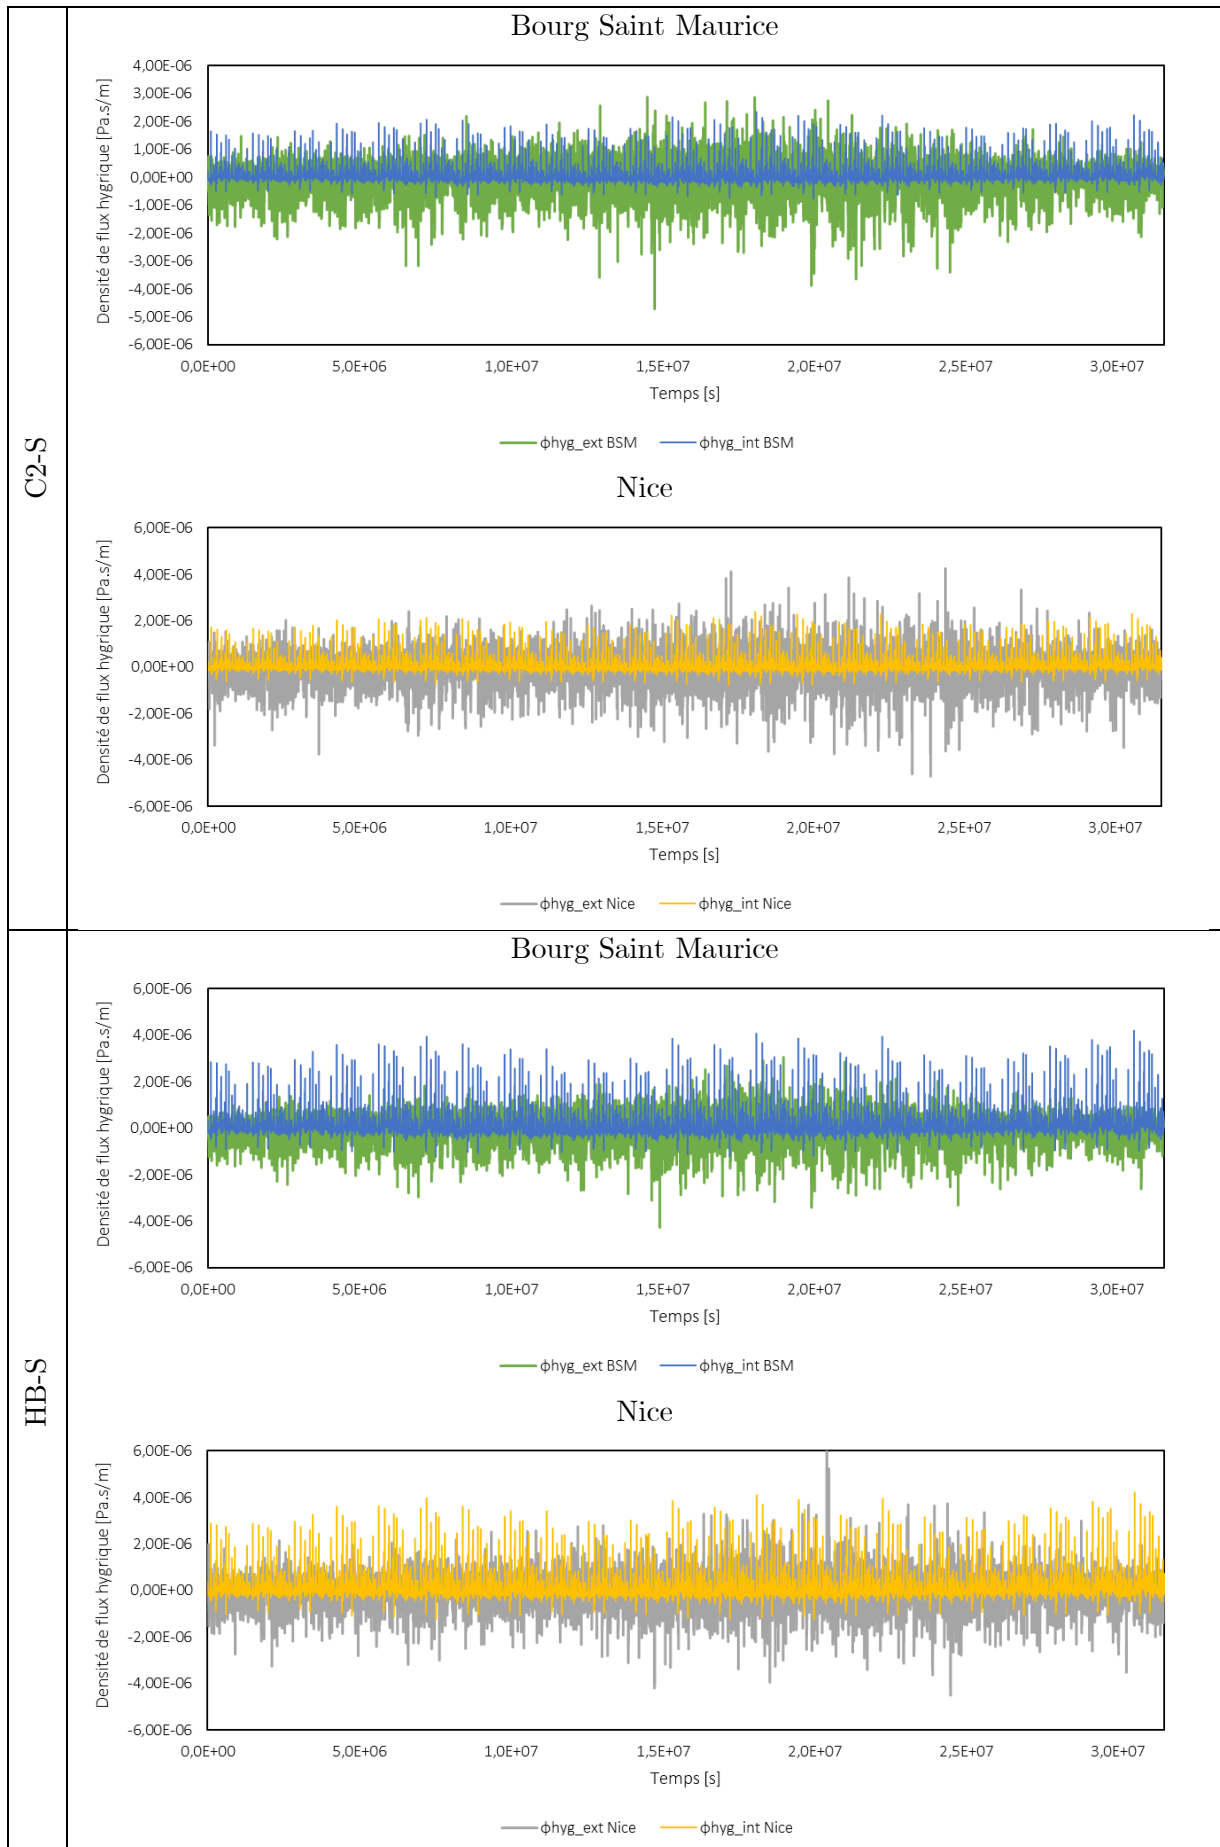 C2-S
Bourg Saint Maurice
Densité de flux hygrique [Pa.s/m]
4,00E-06
3,00E-06
2,00E-06
1,00E-06
0,00E+00
-1,00E-06
-2,00E-06
-3,00E-06
-4,00E-06
-5,00E-06
-6,00E-06
0,0E+00 5,0E+06 1,0E+07 1,5E+07 2,0E+07 2,5E+07 3,0E+07
Temps [s]
ϕhyg_ext BSM ϕhyg_int BSM
Nice
Densité de flux hygrique [Pa.s/m]
6,00E-06
4,00E-06
2,00E-06
0,00E+00
-2,00E-06
-4,00E-06
-6,00E-06
0,0E+00 5,0E+06 1,0E+07 1,5E+07 2,0E+07 2,5E+07 3,0E+07
Temps [s]
ϕhyg_ext Nice ϕhyg_int Nice
HB-S
Bourg Saint Maurice
Densité de flux hygrique [Pa.s/m]
6,00E-06
4,00E-06
2,00E-06
0,00E+00
-2,00E-06
-4,00E-06
-6,00E-06
0,0E+00 5,0E+06 1,0E+07 1,5E+07 2,0E+07 2,5E+07 3,0E+07
Temps [s]
ϕhyg_ext BSM ϕhyg_int BSM
Nice
Densité de flux hygrique [Pa.s/m]
6,00E-06
4,00E-06
2,00E-06
0,00E+00
-2,00E-06
-4,00E-06
-6,00E-06
0,0E+00 5,0E+06 1,0E+07 1,5E+07 2,0E+07 2,5E+07 3,0E+07
Temps [s]
ϕhyg_ext Nice ϕhyg_int Nice